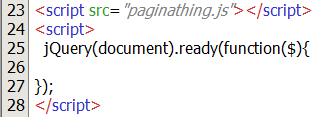 23 <script src="paginathing.js"></script>
24 <script>
25 jQuery(document).ready(function($){
26
27 });
28 </script>